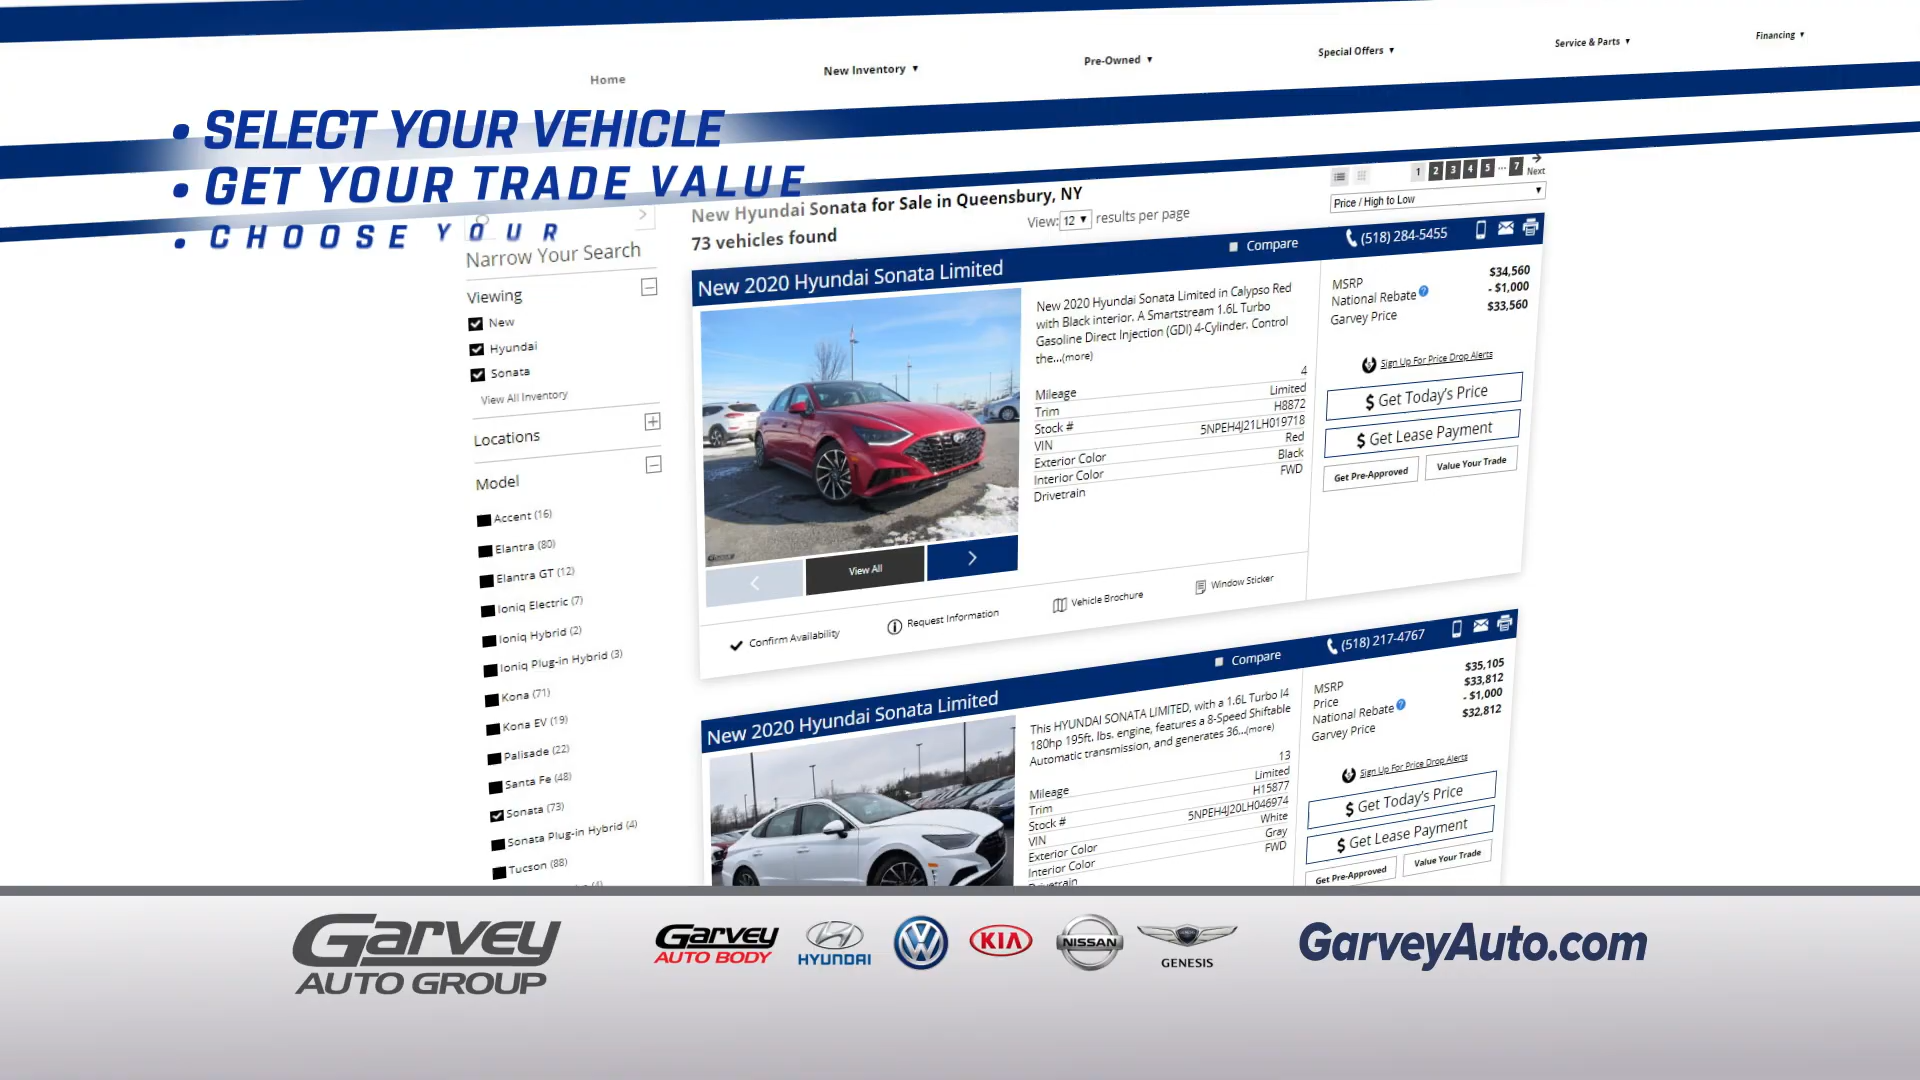 Home
New Inventory ▼
Pre-Owned ▼
Special Offers ▼
Service & Parts ▼
Financing ▼
• SELECT YOUR VEHICLE
• GET YOUR TRADE VALUE
• CHOOSE YOUR
New Hyundai Sonata for Sale in Queensbury, NY
73 vehicles found
View: 12 ▼ results per page
1 2 3 4 5 ... 7 Next
Price / High to Low ▼
Narrow Your Search
Viewing
New
Hyundai
Sonata
View All Inventory
Locations
Model
Accent (16)
Elantra (80)
Elantra GT (12)
Ioniq Electric (7)
Ioniq Hybrid (2)
Ioniq Plug-in Hybrid (3)
Kona (71)
Kona EV (19)
Palisade (22)
Santa Fe (48)
Sonata (73)
Sonata Plug-in Hybrid (4)
Tucson (88)
New 2020 Hyundai Sonata Limited
Compare
(518) 284-5455
New 2020 Hyundai Sonata Limited in Calypso Red
with Black interior. A Smartstream 1.6L Turbo
Gasoline Direct Injection (GDI) 4-Cylinder. Control
the...(more)
Mileage 4
Trim Limited
Stock # H8872
VIN 5NPEH4J21LH019718
Exterior Color Red
Interior Color Black
Drivetrain FWD
MSRP $34,560
National Rebate - $1,000
Garvey Price $33,560
Sign Up For Price Drop Alerts
$ Get Today's Price
$ Get Lease Payment
Get Pre-Approved
Value Your Trade
View All
Confirm Availability
Request Information
Vehicle Brochure
Window Sticker
New 2020 Hyundai Sonata Limited
Compare
(518) 217-4767
This HYUNDAI SONATA LIMITED, with a 1.6L Turbo I4
180hp 195ft. lbs. engine, features a 8-Speed Shiftable
Automatic transmission, and generates 36...(more)
Mileage 13
Trim Limited
Stock # H15877
VIN 5NPEH4J20LH046974
Exterior Color White
Interior Color Gray
Drivetrain FWD
MSRP $35,105
Price $33,812
National Rebate - $1,000
Garvey Price $32,812
Sign Up For Price Drop Alerts
$ Get Today's Price
$ Get Lease Payment
Get Pre-Approved
Value Your Trade
Garvey
AUTO GROUP
Garvey
AUTO BODY
HYUNDAI
KIA
NISSAN
GENESIS
GarveyAuto.com